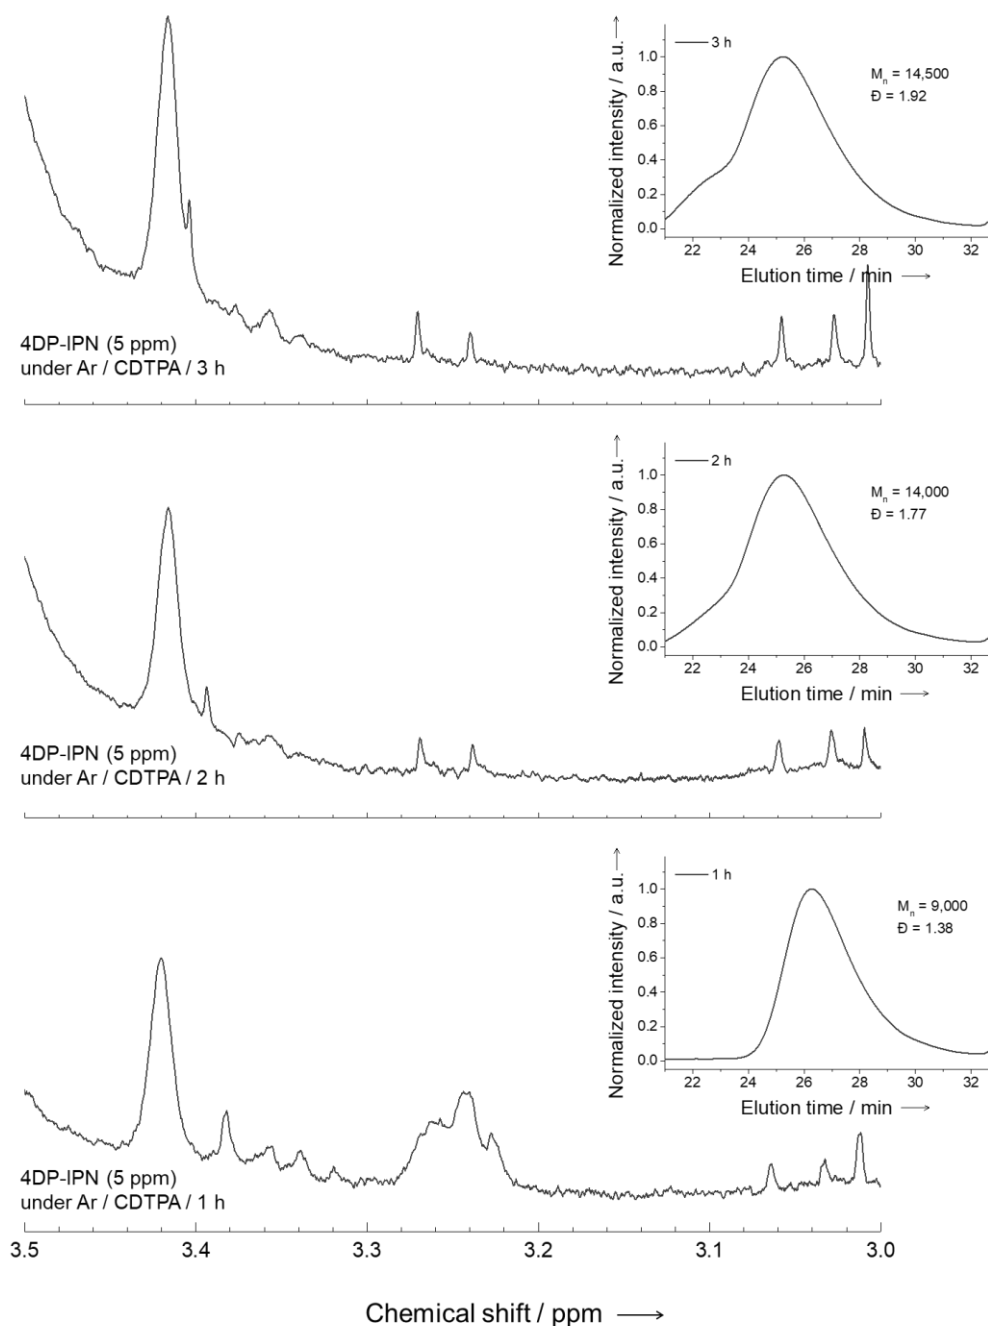 Normalized intensity / a.u.
1.0
0.8
0.6
0.4
0.2
0.0
3 h
Mn = 14,500
Đ = 1.92
22 24 26 28 30 32
Elution time / min
4DP-IPN (5 ppm)
under Ar / CDTPA / 3 h
Normalized intensity / a.u.
1.0
0.8
0.6
0.4
0.2
0.0
2 h
Mn = 14,000
Đ = 1.77
22 24 26 28 30 32
Elution time / min
4DP-IPN (5 ppm)
under Ar / CDTPA / 2 h
Normalized intensity / a.u.
1.0
0.8
0.6
0.4
0.2
0.0
1 h
Mn = 9,000
Đ = 1.38
22 24 26 28 30 32
Elution time / min
4DP-IPN (5 ppm)
under Ar / CDTPA / 1 h
3.5 3.4 3.3 3.2 3.1 3.0
Chemical shift / ppm